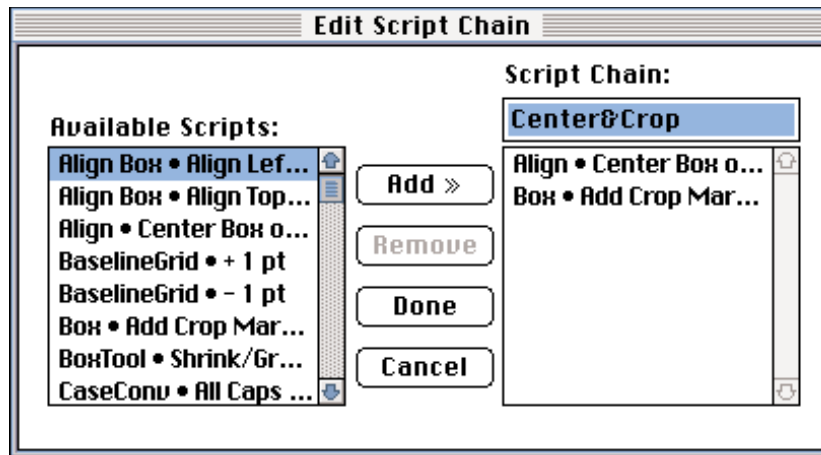 Edit Script Chain
Script Chain:
Center&Crop
Available Scripts:
Align Box • Align Lef...
Align Box • Align Top...
Align • Center Box o...
BaselineGrid • + 1 pt
BaselineGrid • – 1 pt
Box • Add Crop Mar...
BoxTool • Shrink/Gr...
CaseConv • All Caps ...
Add »
Remove
Done
Cancel
Align • Center Box o...
Box • Add Crop Mar...